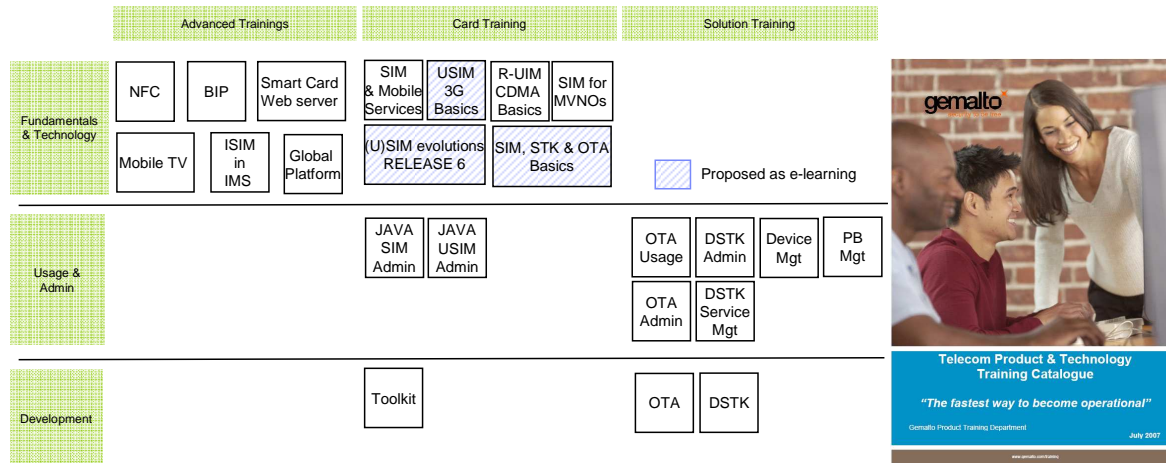 Advanced Trainings
Card Training
Solution Training
Fundamentals
& Technology
NFC
BIP
Smart Card
Web server
SIM
& Mobile
Services
USIM
3G
Basics
R-UIM
CDMA
Basics
SIM for
MVNOs
Mobile TV
ISIM
in
IMS
Global
Platform
(U)SIM evolutions
RELEASE 6
SIM, STK & OTA
Basics
Proposed as e-learning
Usage &
Admin
JAVA
SIM
Admin
JAVA
USIM
Admin
OTA
Usage
DSTK
Admin
Device
Mgt
PB
Mgt
OTA
Admin
DSTK
Service
Mgt
Development
Toolkit
OTA
DSTK
gemalto
Telecom Product & Technology
Training Catalogue
“The fastest way to become operational”
Gemalto Product Training Department
July 2007
www.gemalto.com/training